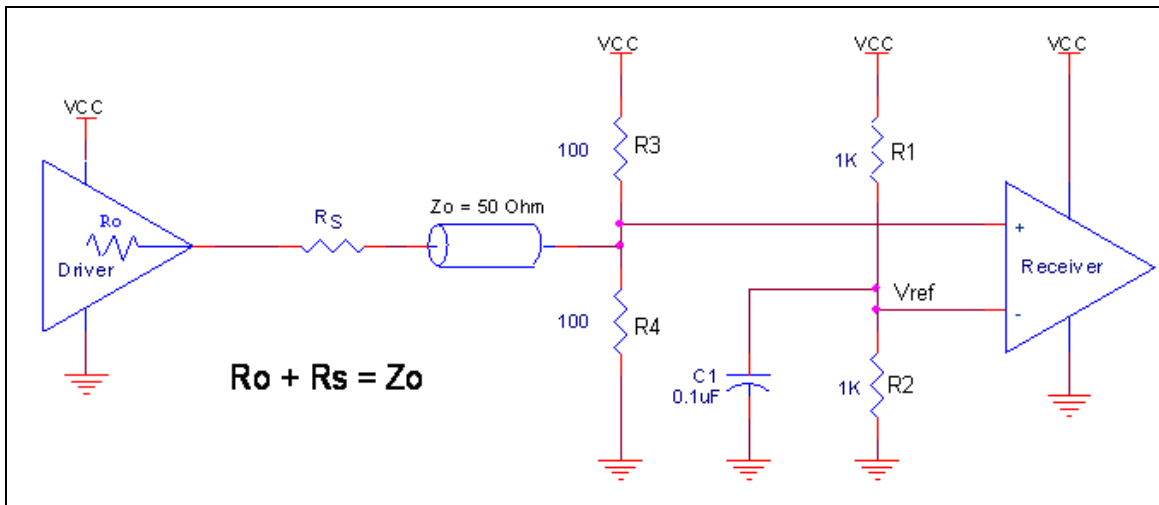 VCC
VCC
VCC
VCC
100
R3
1K
R1
Ro
Driver
RS
Zo = 50 Ohm
+
Receiver
Vref
-
100
R4
Ro + Rs = Zo
C1
0.1uF
1K
R2